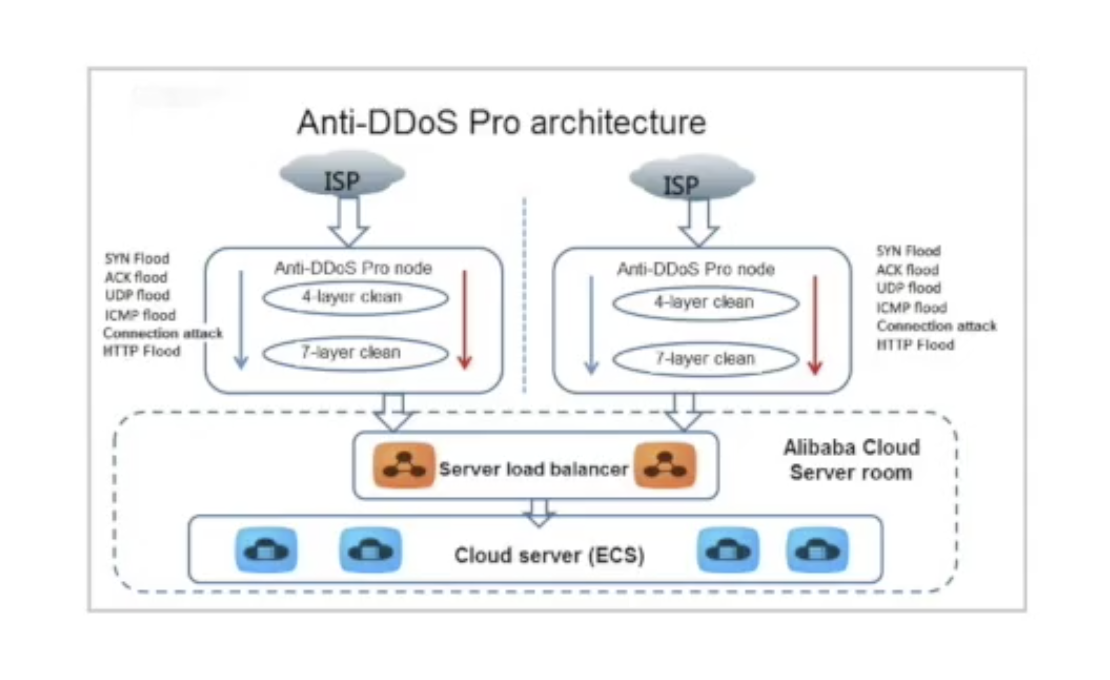 Anti-DDoS Pro architecture
ISP
ISP
SYN Flood
ACK flood
UDP flood
ICMP flood
Connection attack
HTTP Flood
Anti-DDoS Pro node
4-layer clean
7-layer clean
Anti-DDoS Pro node
4-layer clean
7-layer clean
SYN Flood
ACK flood
UDP flood
ICMP flood
Connection attack
HTTP Flood
Alibaba Cloud
Server room
Server load balancer
Cloud server (ECS)